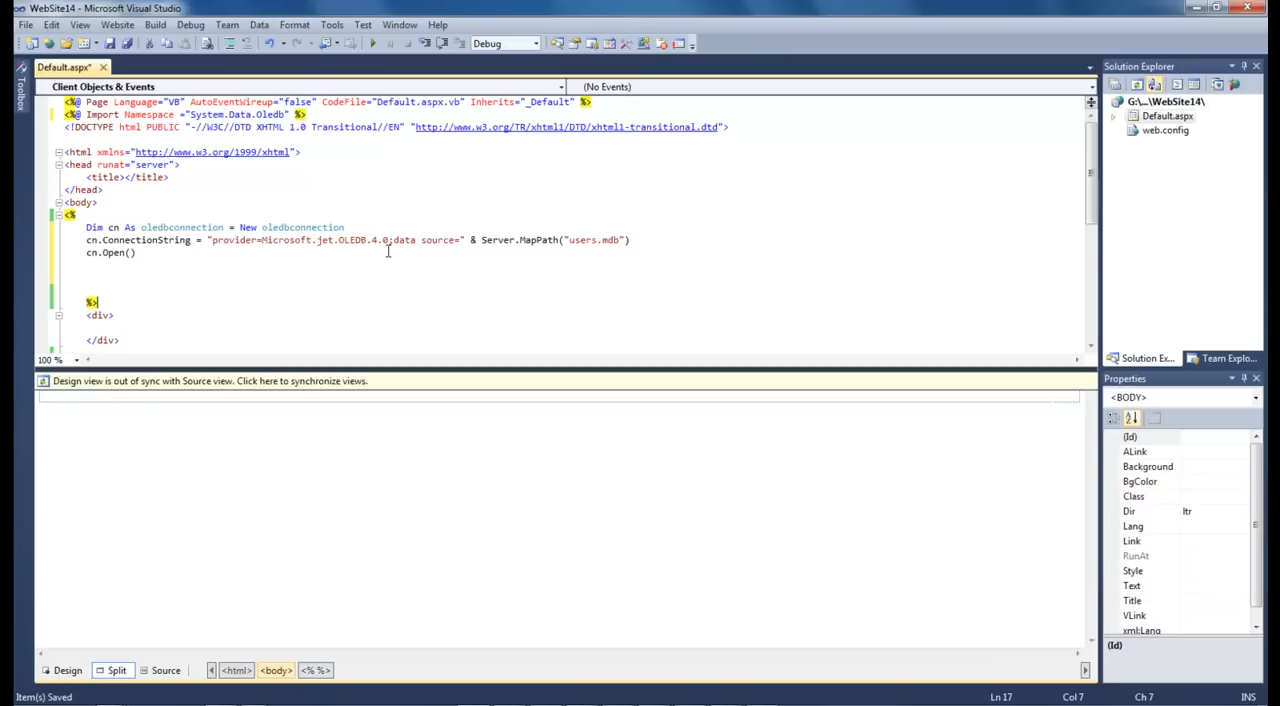 WebSite14 - Microsoft Visual Studio
File Edit View Website Build Debug Team Data Format Tools Test Architecture Window Help
Debug
Default.aspx*
Client Objects & Events (No Events)
<%@ Page Language="VB" AutoEventWireup="false" CodeFile="Default.aspx.vb" Inherits="_Default" %>
<%@ Import Namespace ="System.Data.Oledb" %>
<!DOCTYPE html PUBLIC "-//W3C//DTD XHTML 1.0 Transitional//EN" "http://www.w3.org/TR/xhtml1/DTD/xhtml1-transitional.dtd">
<html xmlns="http://www.w3.org/1999/xhtml">
<head runat="server">
<title></title>
</head>
<body>
<%
Dim cn As oledbconnection = New oledbconnection
cn.ConnectionString = "provider=Microsoft.jet.OLEDB.4.0;data source=" & Server.MapPath("users.mdb")
cn.Open()
%>
<div>
</div>
100 %
Design view is out of sync with Source view. Click here to synchronize views.
Design Split Source <html> <body> <% %>
Toolbox
Solution Explorer
G:\...\WebSite14\
Default.aspx
web.config
Solution Ex... Team Explo...
Properties
<BODY>
(Id)
ALink
Background
BgColor
Class
Dir ltr
Lang
Link
RunAt
Style
Text
Title
VLink
xml:Lang
(Id)
Item(s) Saved Ln 17 Col 7 Ch 7 INS